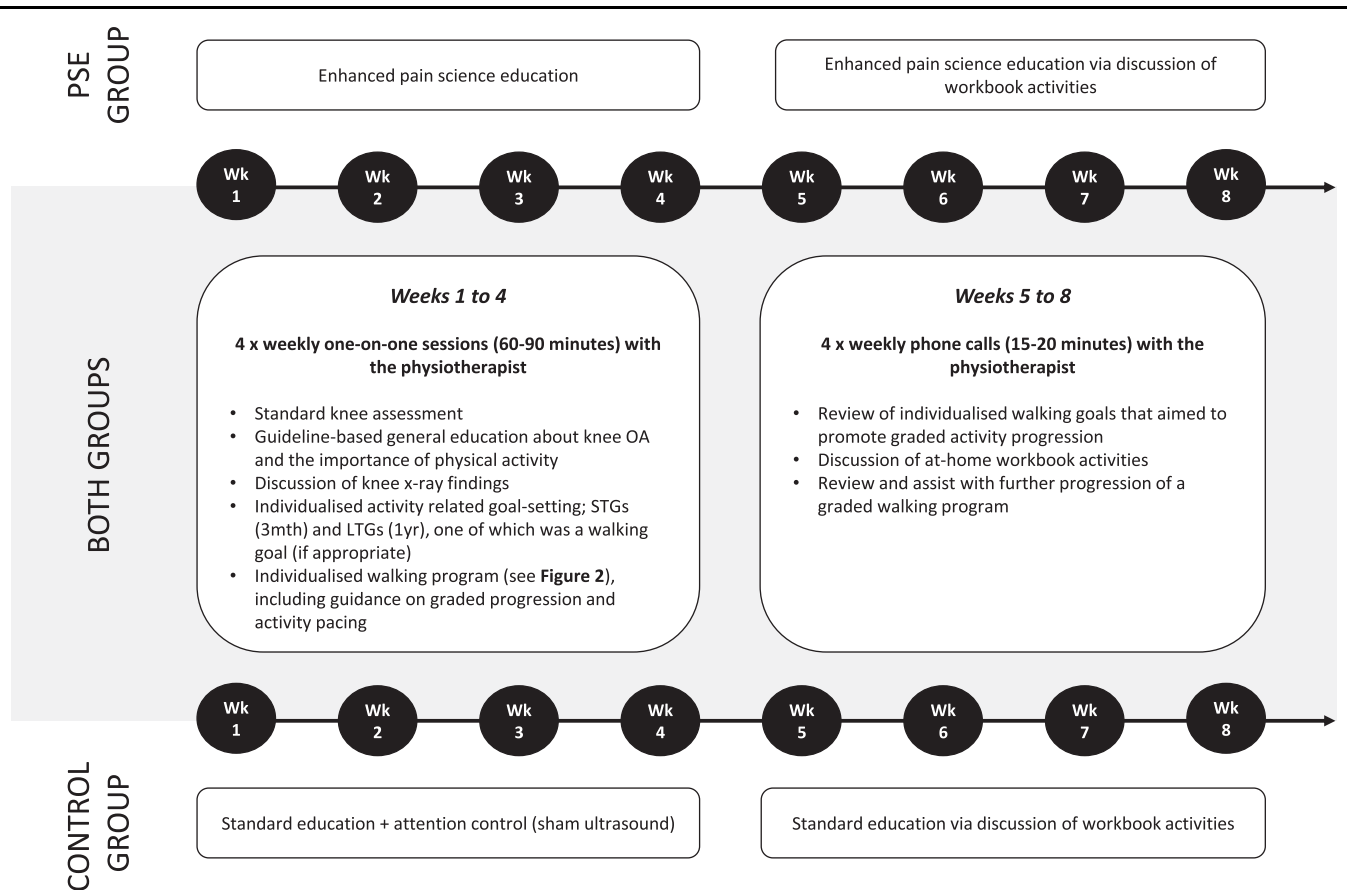 PSE
GROUP
Enhanced pain science education
Enhanced pain science education via discussion of
workbook activities
Wk
1
Wk
2
Wk
3
Wk
4
Wk
5
Wk
6
Wk
7
Wk
8
BOTH GROUPS
Weeks 1 to 4
4 x weekly one-on-one sessions (60-90 minutes) with
the physiotherapist
• Standard knee assessment
• Guideline-based general education about knee OA
and the importance of physical activity
• Discussion of knee x-ray findings
• Individualised activity related goal-setting; STGs
(3mth) and LTGs (1yr), one of which was a walking
goal (if appropriate)
• Individualised walking program (see Figure 2),
including guidance on graded progression and
activity pacing
Weeks 5 to 8
4 x weekly phone calls (15-20 minutes) with the
physiotherapist
• Review of individualised walking goals that aimed to
promote graded activity progression
• Discussion of at-home workbook activities
• Review and assist with further progression of a
graded walking program
Wk
1
Wk
2
Wk
3
Wk
4
Wk
5
Wk
6
Wk
7
Wk
8
CONTROL
GROUP
Standard education + attention control (sham ultrasound)
Standard education via discussion of workbook activities